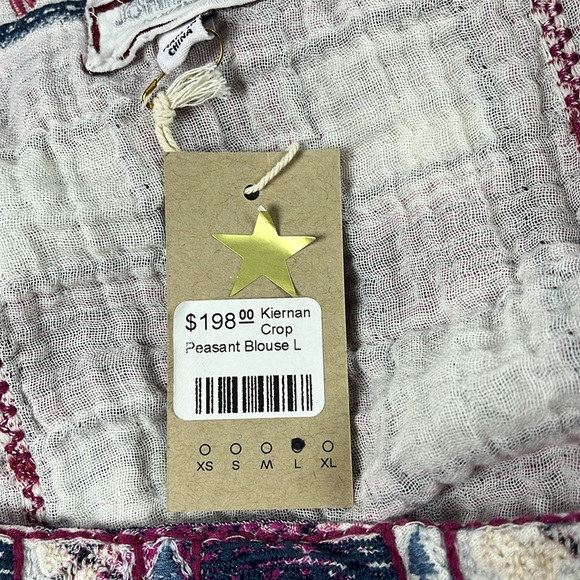 CHINA
$198.00 Kiernan
Crop
Peasant Blouse L
XS S M L XL